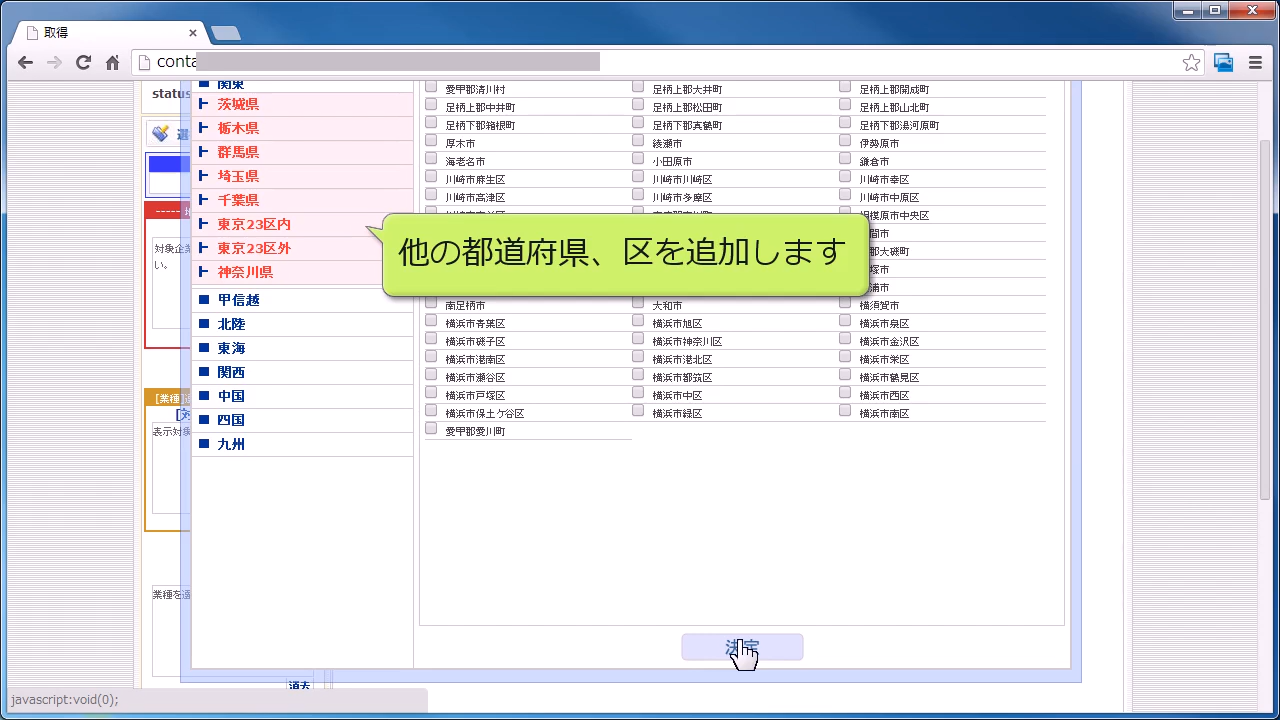 取得
conta
status
関東
茨城県
栃木県
群馬県
埼玉県
千葉県
東京23区内
東京23区外
神奈川県
甲信越
北陸
東海
関西
中国
四国
九州
対象企
い。
[業種]
[対
表示対象
業種を選
愛甲郡清川村 足柄上郡大井町 足柄上郡開成町
足柄上郡中井町 足柄上郡松田町 足柄上郡山北町
足柄下郡箱根町 足柄下郡真鶴町 足柄下郡湯河原町
厚木市 綾瀬市 伊勢原市
海老名市 小田原市 鎌倉市
川崎市麻生区 川崎市川崎区 川崎市幸区
川崎市高津区 川崎市多摩区 川崎市中原区
相模原市中央区
他の都道府県、区を追加します
間市
郡大磯町
塚市
浦市
南足柄市 大和市 横須賀市
横浜市青葉区 横浜市旭区 横浜市泉区
横浜市磯子区 横浜市神奈川区 横浜市金沢区
横浜市港南区 横浜市港北区 横浜市栄区
横浜市瀬谷区 横浜市都筑区 横浜市鶴見区
横浜市戸塚区 横浜市中区 横浜市西区
横浜市保土ケ谷区 横浜市緑区 横浜市南区
愛甲郡愛川町
決定
javascript:void(0);